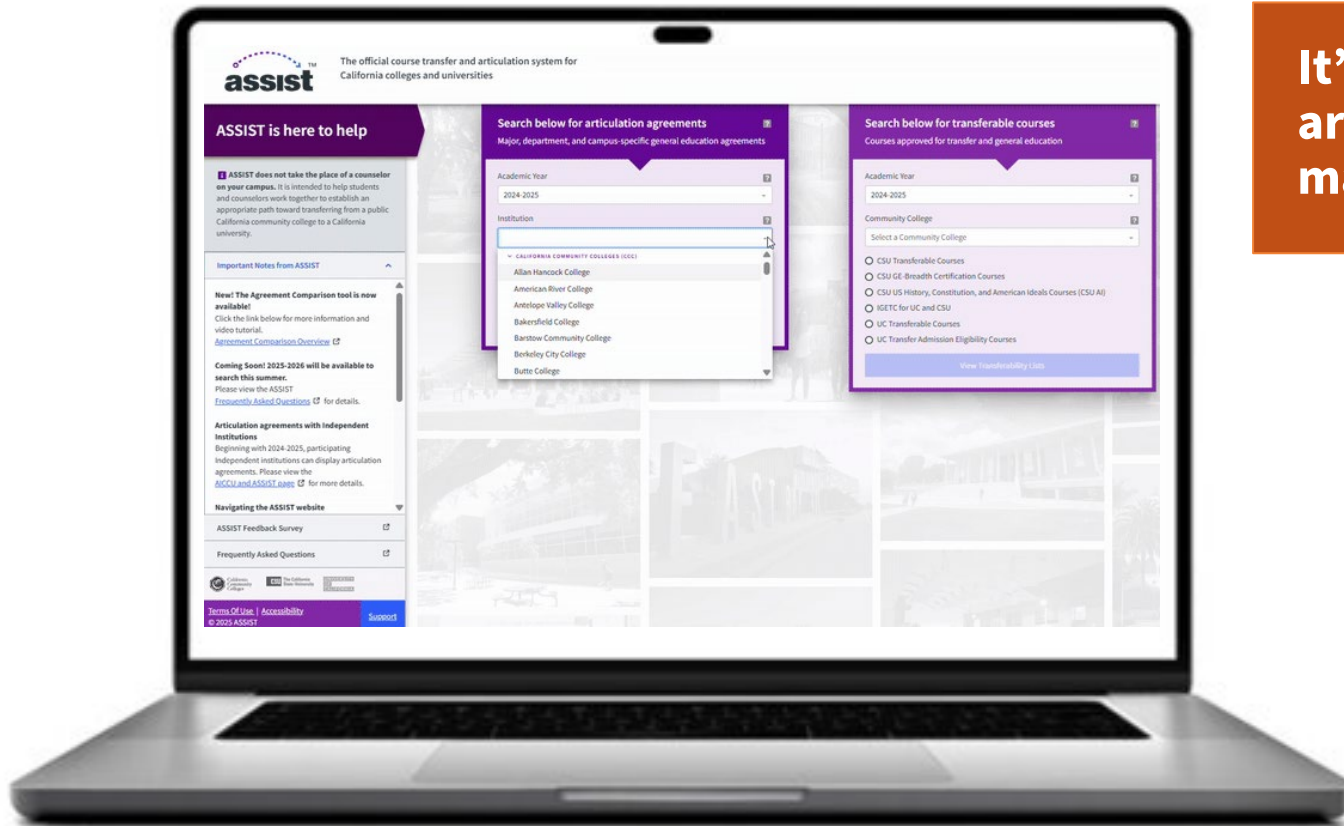 assist
TM
The official course transfer and articulation system for
California colleges and universities
It'
ar
ma
ASSIST is here to help
ASSIST does not take the place of a counselor
on your campus. It is intended to help students
and counselors work together to establish an
appropriate path toward transferring from a public
California community college to a California
university.
Important Notes from ASSIST
New! The Agreement Comparison tool is now
available!
Click the link below for more information and
video tutorial.
Agreement Comparison Overview
Coming Soon! 2025-2026 will be available to
search this summer.
Please view the ASSIST
Frequently Asked Questions for details.
Articulation agreements with Independent
Institutions
Beginning with 2024-2025, participating
Independent institutions can display articulation
agreements. Please view the
AICCU and ASSIST page for more details.
Navigating the ASSIST website
ASSIST Feedback Survey
Frequently Asked Questions
California
Community
Colleges
CSU The California
State University
Terms Of Use | Accessibility
© 2025 ASSIST
Support
Search below for articulation agreements
Major, department, and campus-specific general education agreements
Academic Year
2024-2025
Institution
CALIFORNIA COMMUNITY COLLEGES (CCC)
Allan Hancock College
American River College
Antelope Valley College
Bakersfield College
Barstow Community College
Berkeley City College
Butte College
Search below for transferable courses
Courses approved for transfer and general education
Academic Year
2024-2025
Community College
Select a Community College
CSU Transferable Courses
CSU GE-Breadth Certification Courses
CSU US History, Constitution, and American Ideals Courses (CSU AI)
IGETC for UC and CSU
UC Transferable Courses
UC Transfer Admission Eligibility Courses
View Transferability Lists